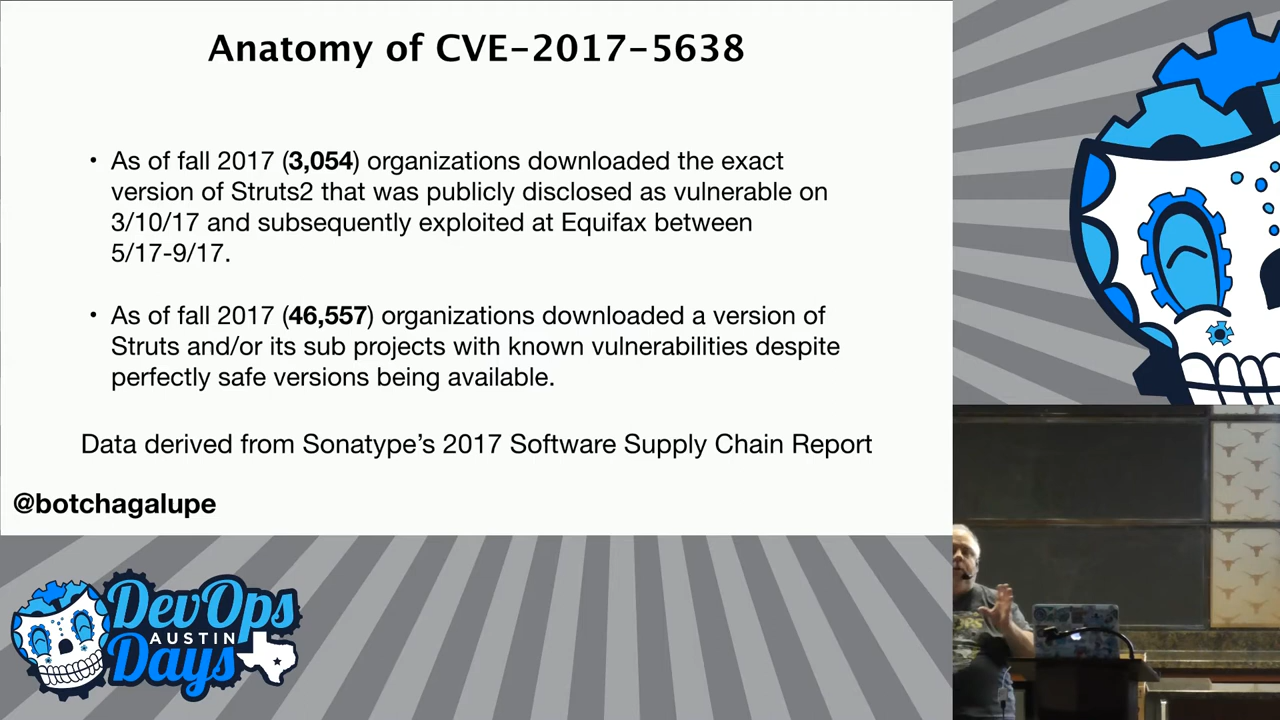 Anatomy of CVE-2017-5638
• As of fall 2017 (3,054) organizations downloaded the exact
version of Struts2 that was publicly disclosed as vulnerable on
3/10/17 and subsequently exploited at Equifax between
5/17-9/17.
• As of fall 2017 (46,557) organizations downloaded a version of
Struts and/or its sub projects with known vulnerabilities despite
perfectly safe versions being available.
Data derived from Sonatype's 2017 Software Supply Chain Report
@botchagalupe
DevOps
AUSTIN
Days